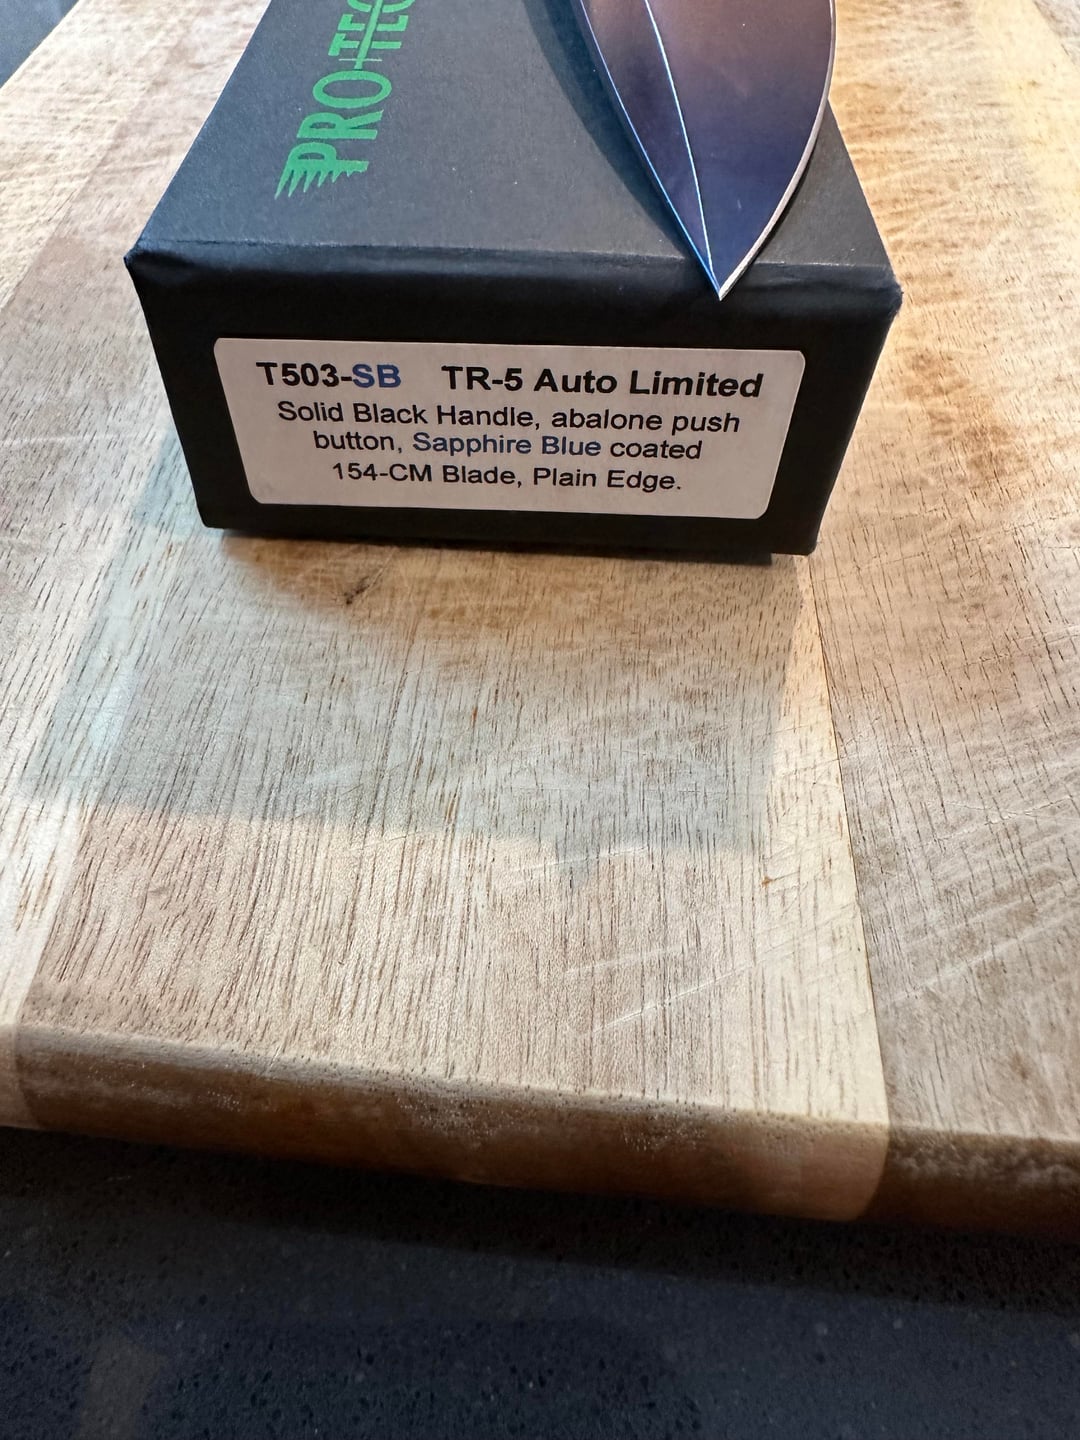 PRO-TEC
T503-SB TR-5 Auto Limited
Solid Black Handle, abalone push
button, Sapphire Blue coated
154-CM Blade, Plain Edge.